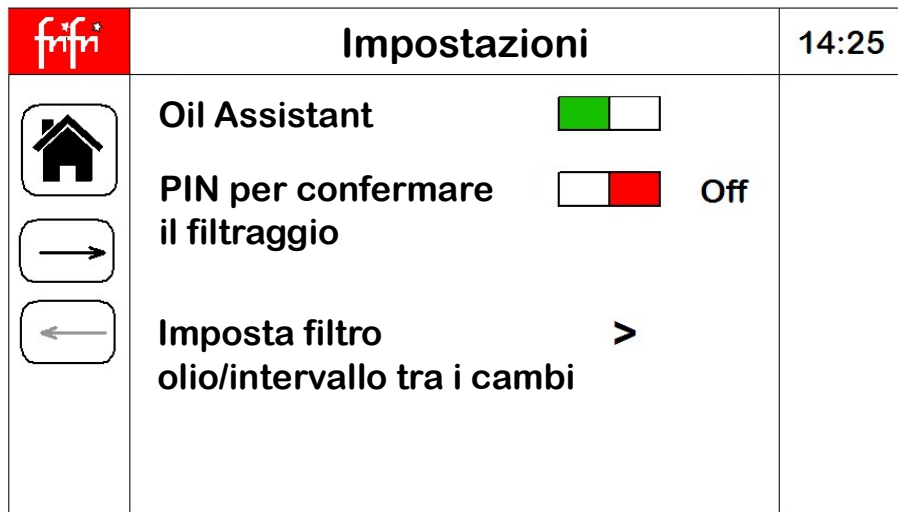 frifri
Impostazioni
14:25
Oil Assistant
PIN per confermare
il filtraggio
Off
Imposta filtro
olio/intervallo tra i cambi
>